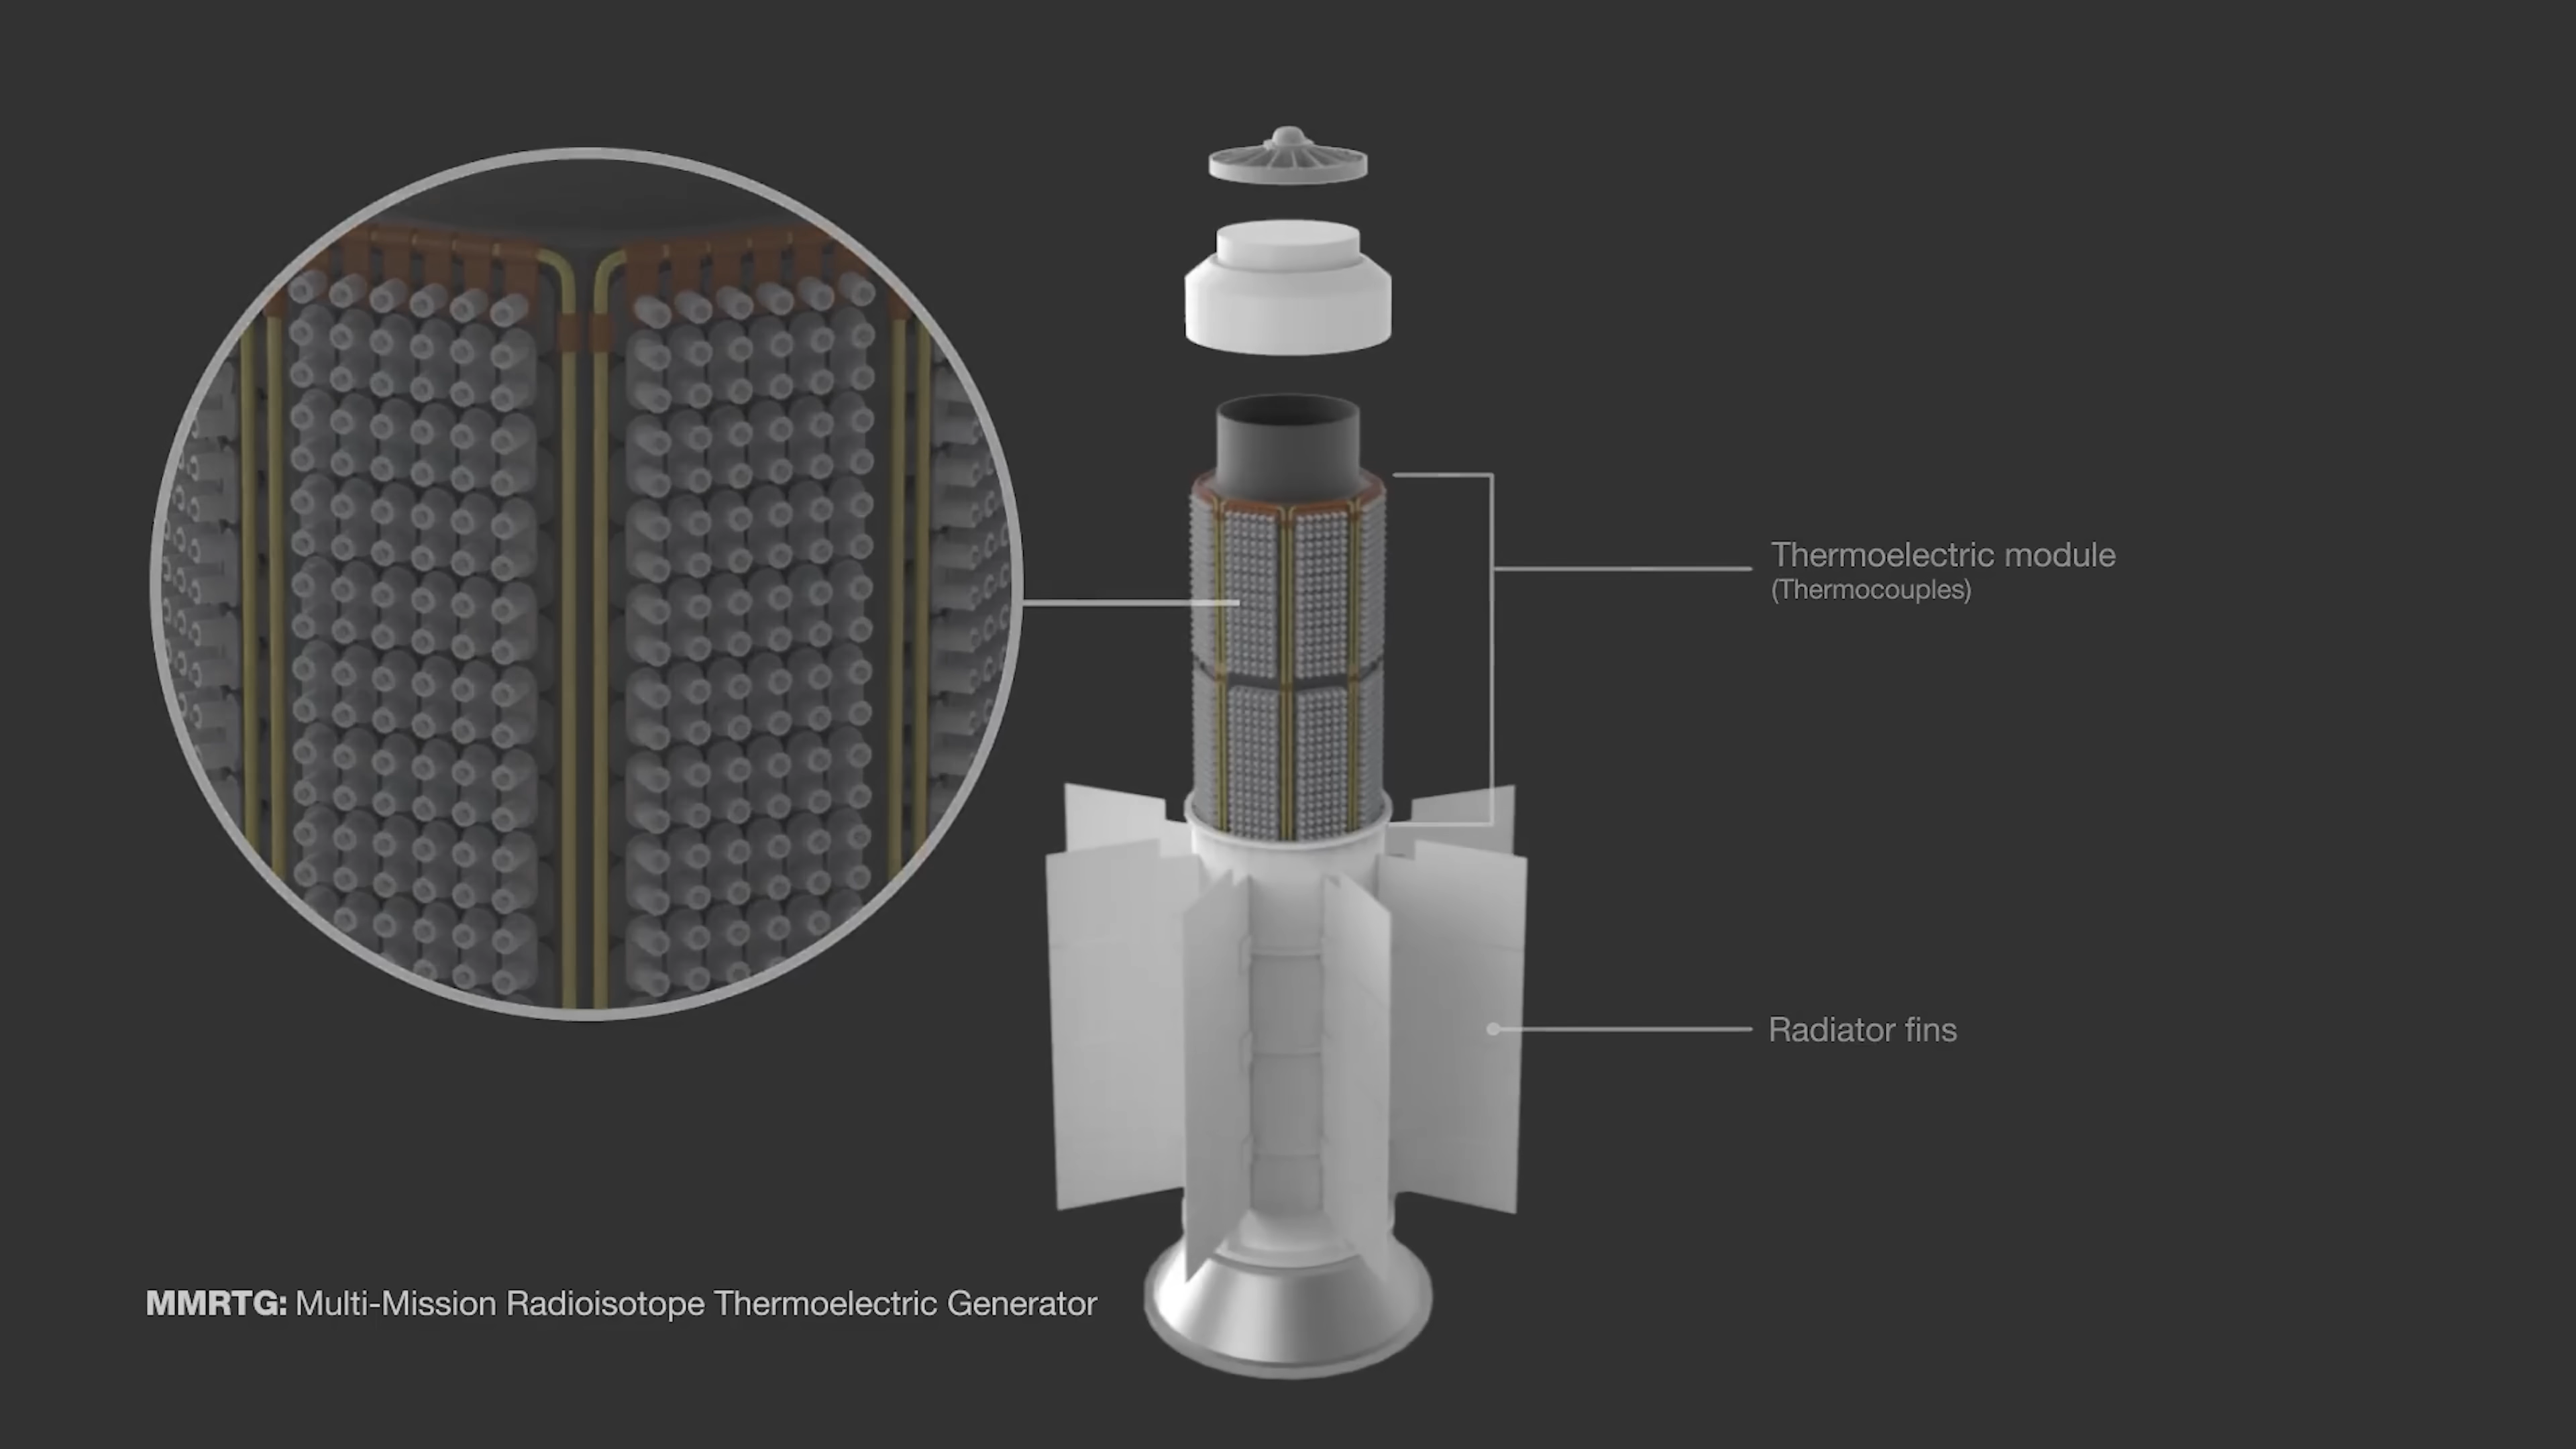 Thermoelectric module
(Thermocouples)
Radiator fins
MMRTG: Multi-Mission Radioisotope Thermoelectric Generator